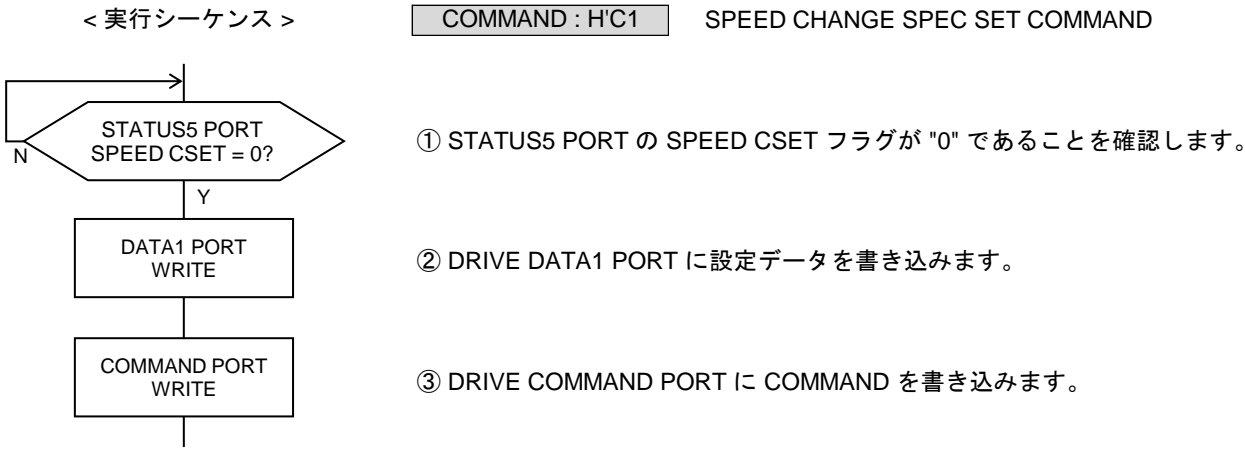 < 実行シーケンス >
COMMAND : H'C1 SPEED CHANGE SPEC SET COMMAND
STATUS5 PORT
SPEED CSET = 0?
N
Y
① STATUS5 PORT の SPEED CSET フラグが "0" であることを確認します。
DATA1 PORT
WRITE
② DRIVE DATA1 PORT に設定データを書き込みます。
COMMAND PORT
WRITE
③ DRIVE COMMAND PORT に COMMAND を書き込みます。